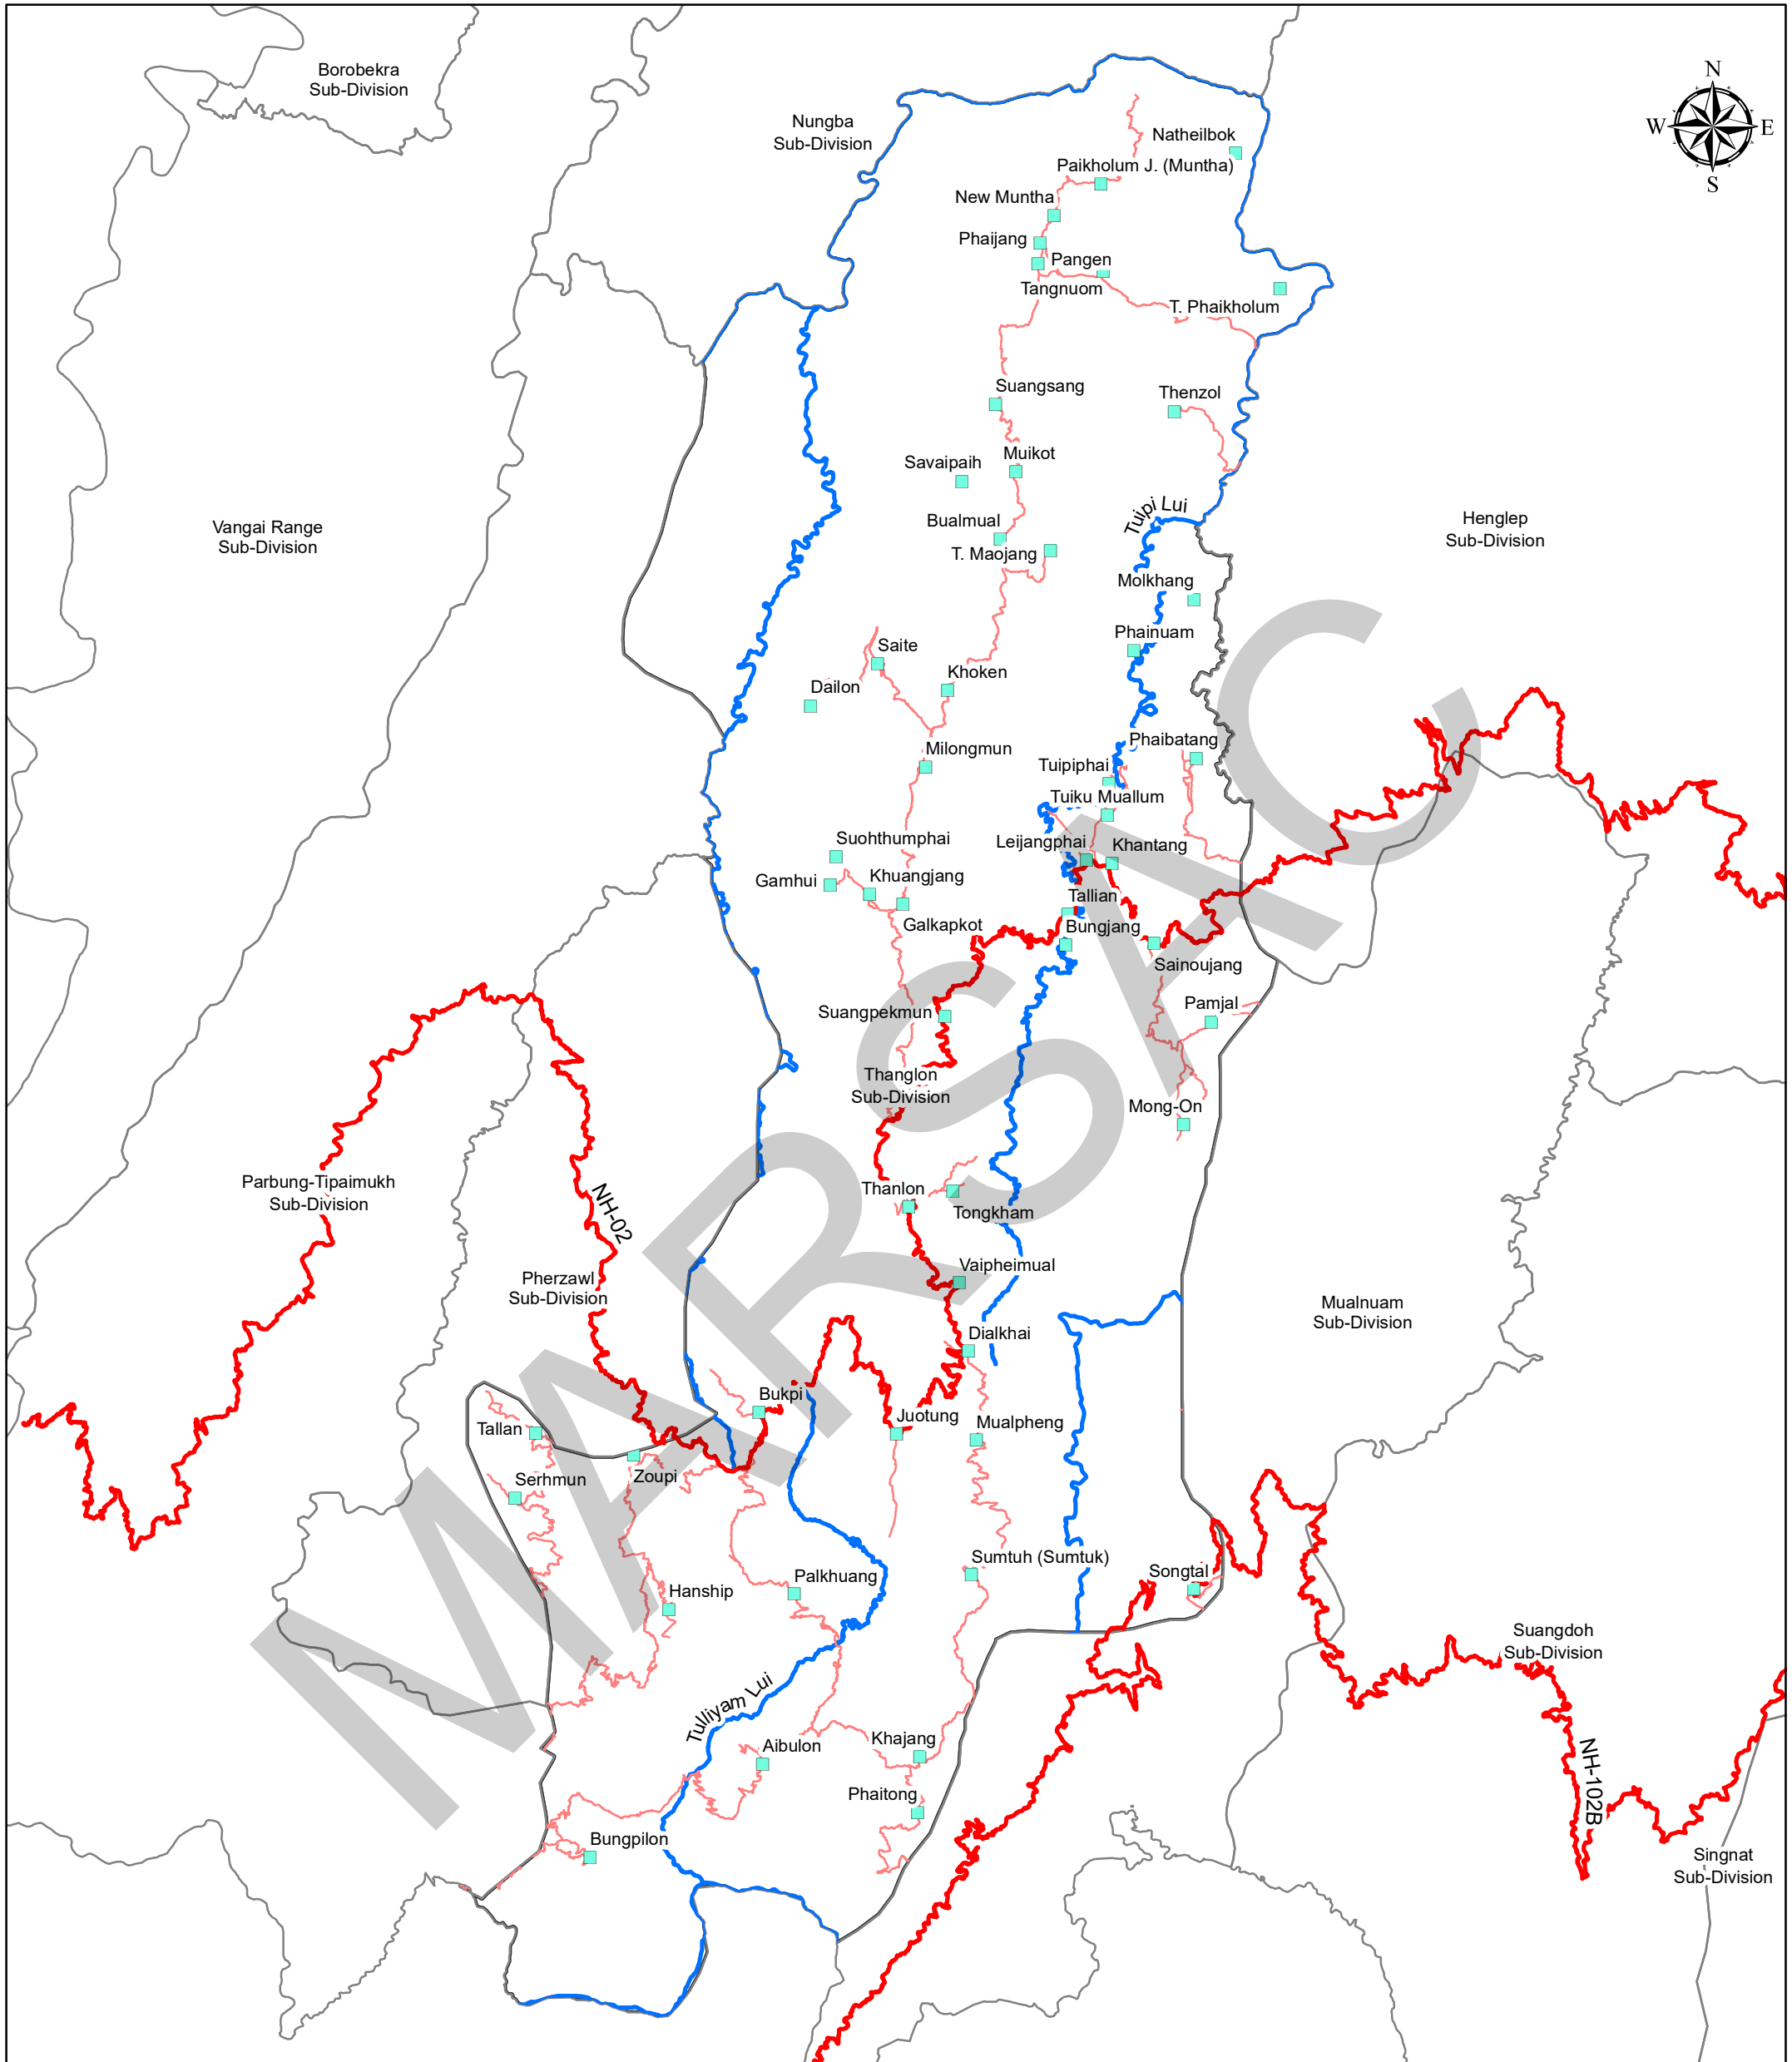 Borobekra
Sub-Division
Nungba
Sub-Division
N
W
E
S
Natheilbok
Paikholum J. (Muntha)
New Muntha
Phaijang
Pangen
Tangnuom
T. Phaikholum
Suangsang
Thenzol
Savaipaih
Muikot
Tuipi Lui
Bualmual
T. Maojang
Vangai Range
Sub-Division
Henglep
Sub-Division
Molkhang
Phainuam
Saite
Khoken
Dailon
Milongmun
Phaibatang
Tuipiphai
Tuiku Muallum
Suohthumphai
Leijangphai
Khantang
Gamhui
Khuangjang
Tallian
Galkapkot
Bungjang
Sainoujang
Suangpekmun
Pamjal
Thanglon
Sub-Division
Mong-On
Parbung-Tipaimukh
Sub-Division
NH-02
Thanlon
Tongkham
Vaipheimual
Pherzawl
Sub-Division
Mualnuam
Sub-Division
Dialkhai
Bukpi
Juotung
Mualpheng
Tallan
Zoupi
Serhmun
Sumtuh (Sumtuk)
Songtal
Palkhuang
Hanship
Suangdoh
Sub-Division
Tulliyam Lui
Aibulon
Khajang
Phaitong
NH-102B
Bungpilon
Singnat
Sub-Division
MARSAC